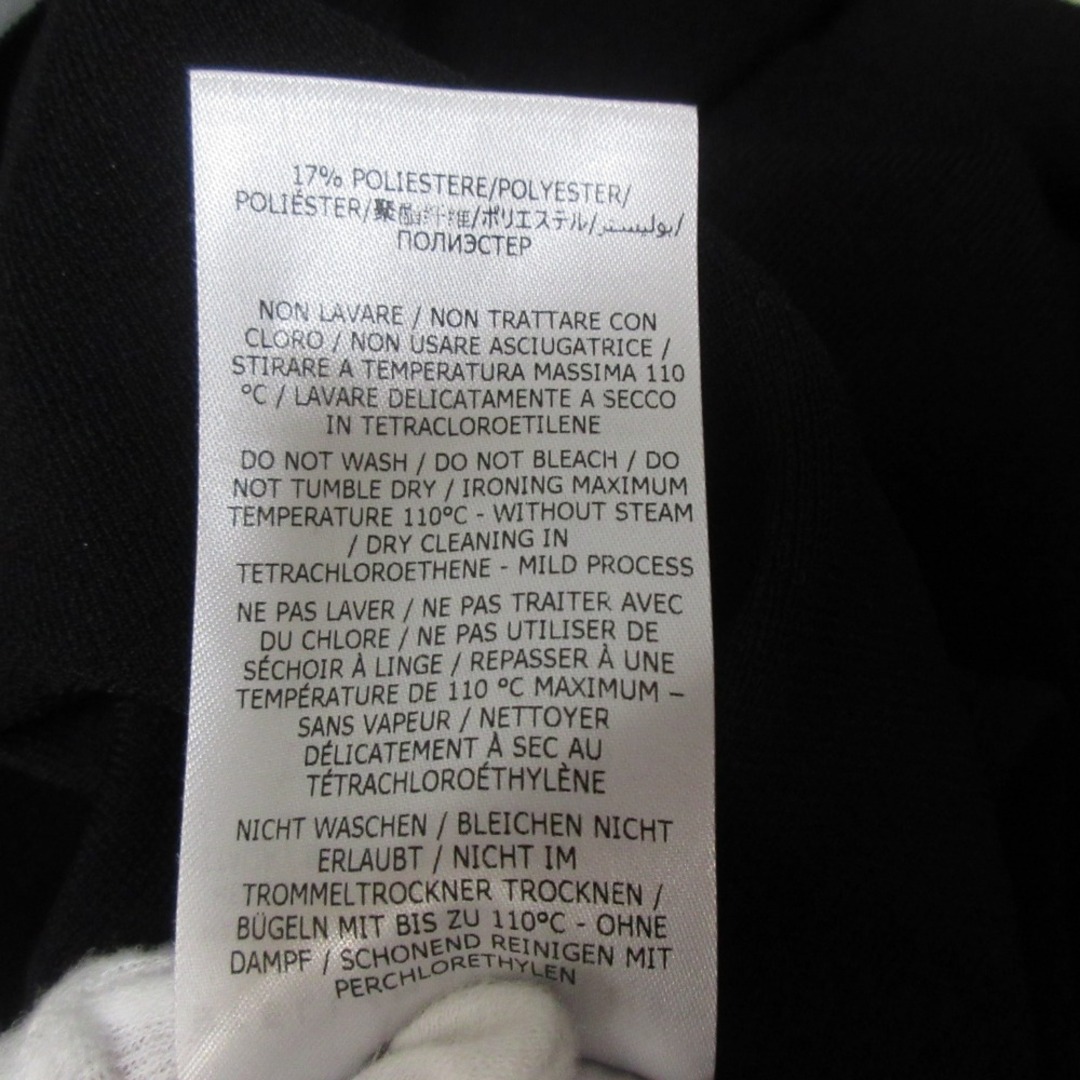 17% POLIESTERE/POLYESTER/
POLIÉSTER/聚酯纤维/ポリエステル/بوليستر/
ПОЛИЭСТЕР
NON LAVARE / NON TRATTARE CON
CLORO / NON USARE ASCIUGATRICE /
STIRARE A TEMPERATURA MASSIMA 110
ºC / LAVARE DELICATAMENTE A SECCO
IN TETRACLOROETILENE
DO NOT WASH / DO NOT BLEACH / DO
NOT TUMBLE DRY / IRONING MAXIMUM
TEMPERATURE 110ºC - WITHOUT STEAM
/ DRY CLEANING IN
TETRACHLOROETHENE - MILD PROCESS
NE PAS LAVER / NE PAS TRAITER AVEC
DU CHLORE / NE PAS UTILISER DE
SÉCHOIR À LINGE / REPASSER À UNE
TEMPÉRATURE DE 110 ºC MAXIMUM –
SANS VAPEUR / NETTOYER
DÉLICATEMENT À SEC AU
TÉTRACHLOROÉTHYLÈNE
NICHT WASCHEN / BLEICHEN NICHT
ERLAUBT / NICHT IM
TROMMELTROCKNER TROCKNEN /
BÜGELN MIT BIS ZU 110ºC - OHNE
DAMPF / SCHONEND REINIGEN MIT
PERCHLORETHYLEN